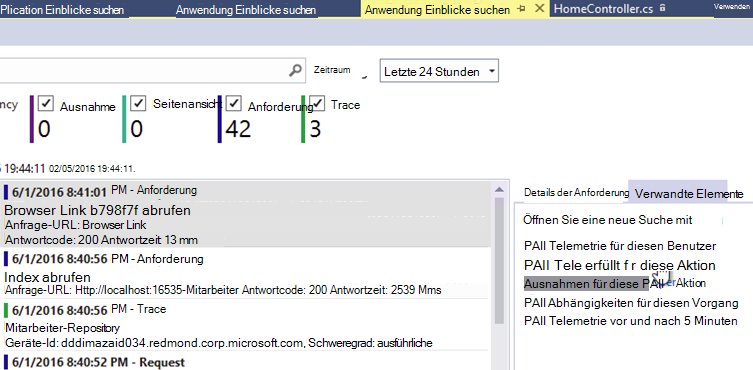 Plication Einblicke suchen
Anwendung Einblicke suchen
Anwendung Einblicke suchen
HomeController.cs
Verwenden
Zeitraum
Letzte 24 Stunden
ncy
Ausnahme
0
Seitenansicht
0
Anforderung
42
Trace
3
19:44:11 02/05/2016 19:44:11.
6/1/2016 8:41:01 PM - Anforderung
Browser Link b798f7f abrufen
Anfrage-URL: Browser Link
Antwortcode: 200 Antwortzeit 13 mm
6/1/2016 8:40:56 PM - Anforderung
Index abrufen
Anfrage-URL: Http://localhost:16535-Mitarbeiter Antwortcode: 200 Antwortzeit: 2539 Mms
6/1/2016 8:40:56 PM - Trace
Mitarbeiter-Repository
Geräte-Id: dddimazaid034.redmond.corp.microsoft.com, Schweregrad: ausführliche
6/1/2016 8:40:52 PM - Request
Details der Anforderung
Verwandte Elemente
Öffnen Sie eine neue Suche mit
PAII Telemetrie für diesen Benutzer
PAII Tele erfüllt f r diese Aktion
Ausnahmen für diese PAII Aktion
PAII Abhängigkeiten für diesen Vorgang
PAII Telemetrie vor und nach 5 Minuten